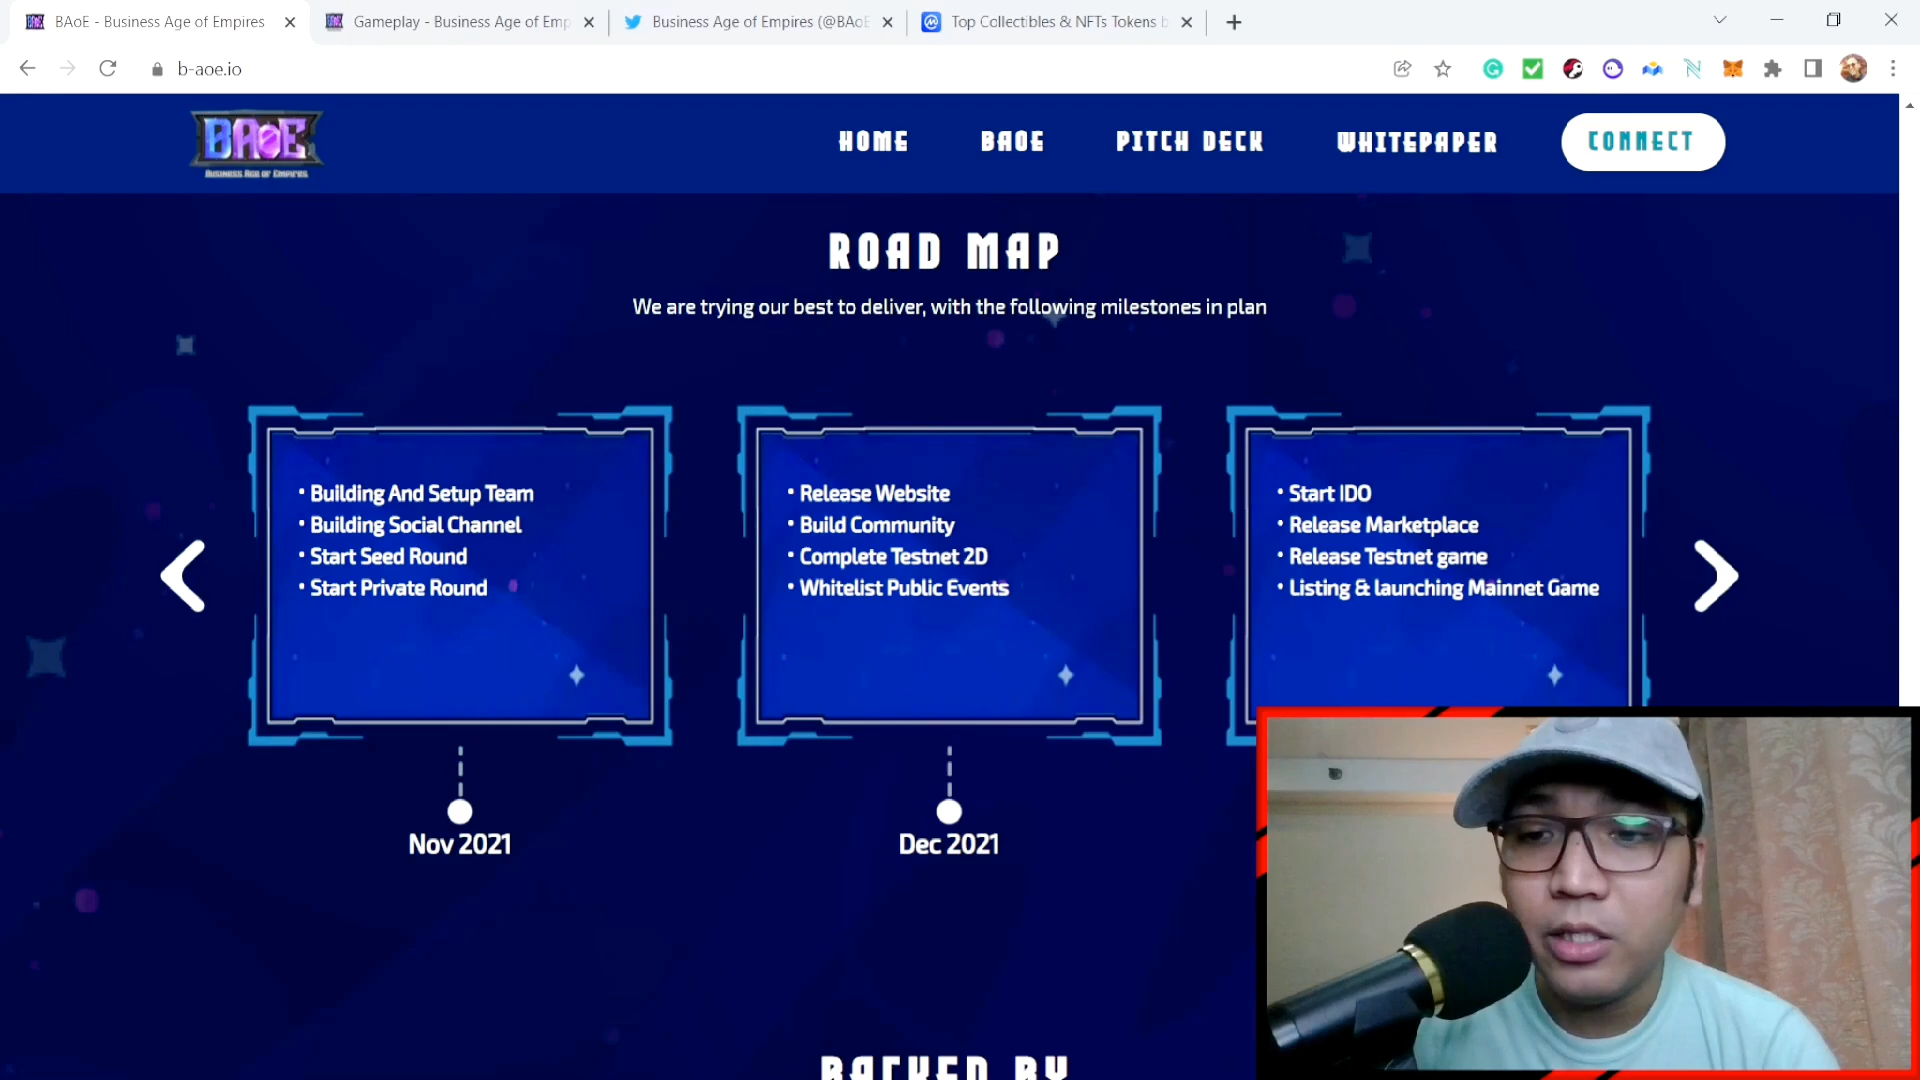 BAoE - Business Age of Empires
Gameplay - Business Age of Emp
Business Age of Empires (@BAoE
Top Collectibles & NFTs Tokens b
b-aoe.io
BAOE
BUSINESS AGE OF EMPIRES
HOME
BAOE
PITCH DECK
WHITEPAPER
CONNECT
ROAD MAP
We are trying our best to deliver, with the following milestones in plan
• Building And Setup Team
• Building Social Channel
• Start Seed Round
• Start Private Round
• Release Website
• Build Community
• Complete Testnet 2D
• Whitelist Public Events
• Start IDO
• Release Marketplace
• Release Testnet game
• Listing & launching Mainnet Game
Nov 2021
Dec 2021
BACKED BY